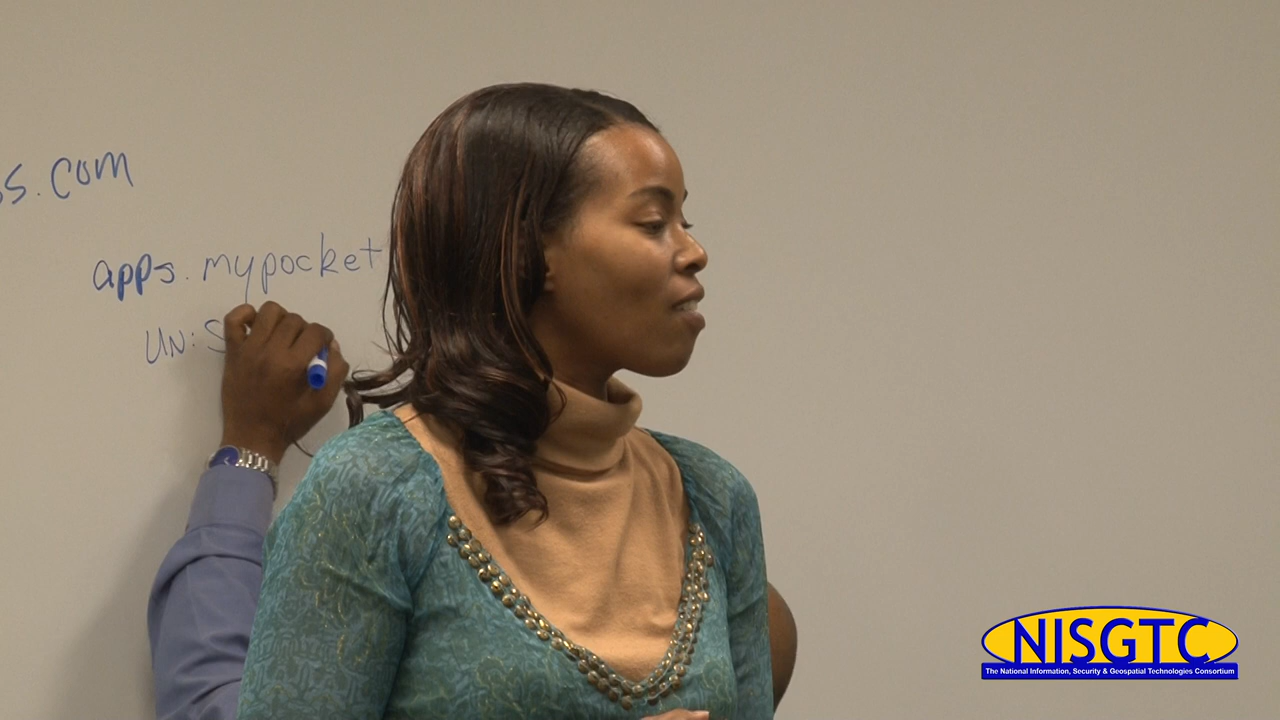 s.com
apps.mypocket
UN: S
NISGTC
The National Information, Security & Geospatial Technologies Consortium